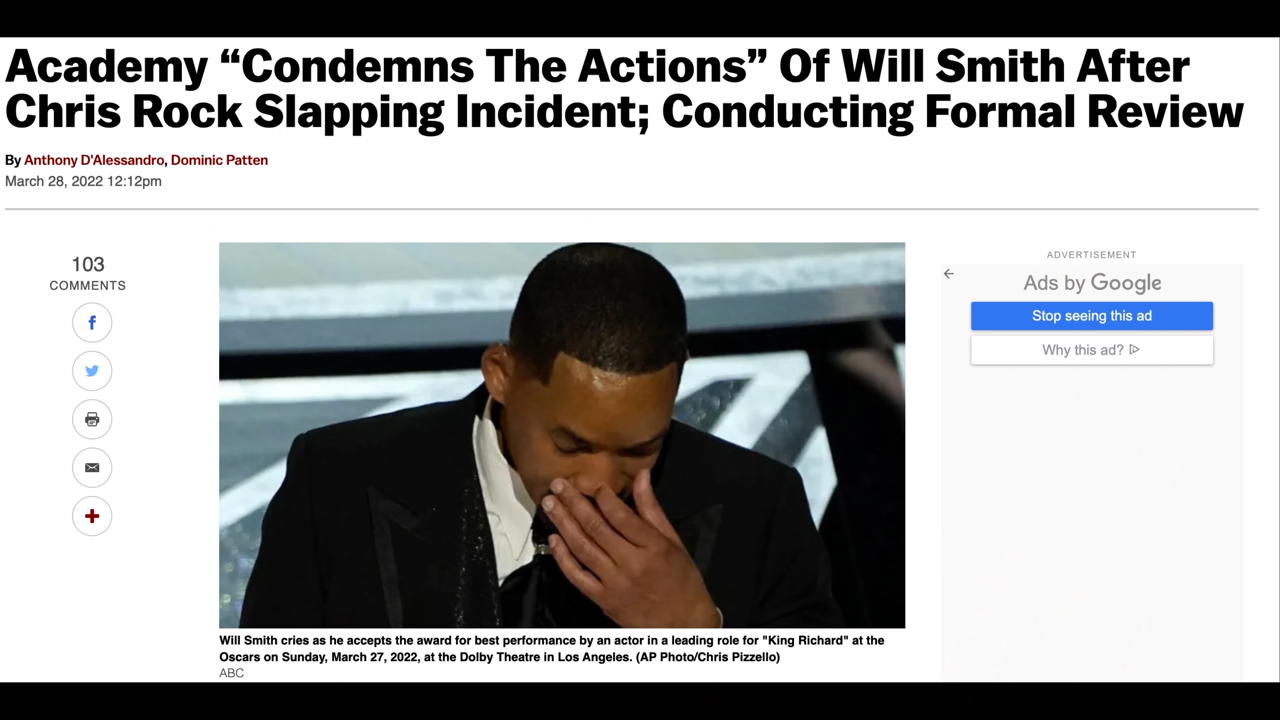 Academy “Condemns The Actions” Of Will Smith After
Chris Rock Slapping Incident; Conducting Formal Review
By Anthony D'Alessandro, Dominic Patten
March 28, 2022 12:12pm
103
COMMENTS
ADVERTISEMENT
Ads by Google
Stop seeing this ad
Why this ad?
Will Smith cries as he accepts the award for best performance by an actor in a leading role for "King Richard" at the
Oscars on Sunday, March 27, 2022, at the Dolby Theatre in Los Angeles. (AP Photo/Chris Pizzello)
ABC